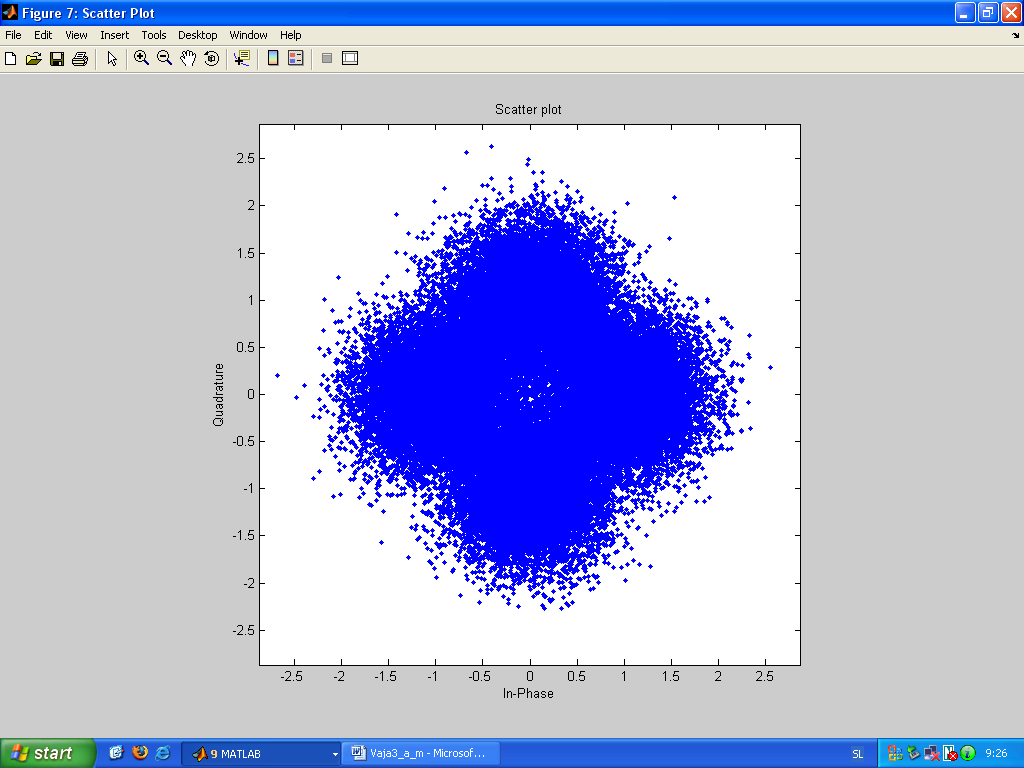 Figure 7: Scatter Plot
File Edit View Insert Tools Desktop Window Help
Scatter plot
2.5
2
1.5
1
0.5
0
-0.5
-1
-1.5
-2
-2.5
Quadrature
-2.5 -2 -1.5 -1 -0.5 0 0.5 1 1.5 2 2.5
In-Phase
start
9 MATLAB
Vaja3_a_m - Microsof...
SL
9:26